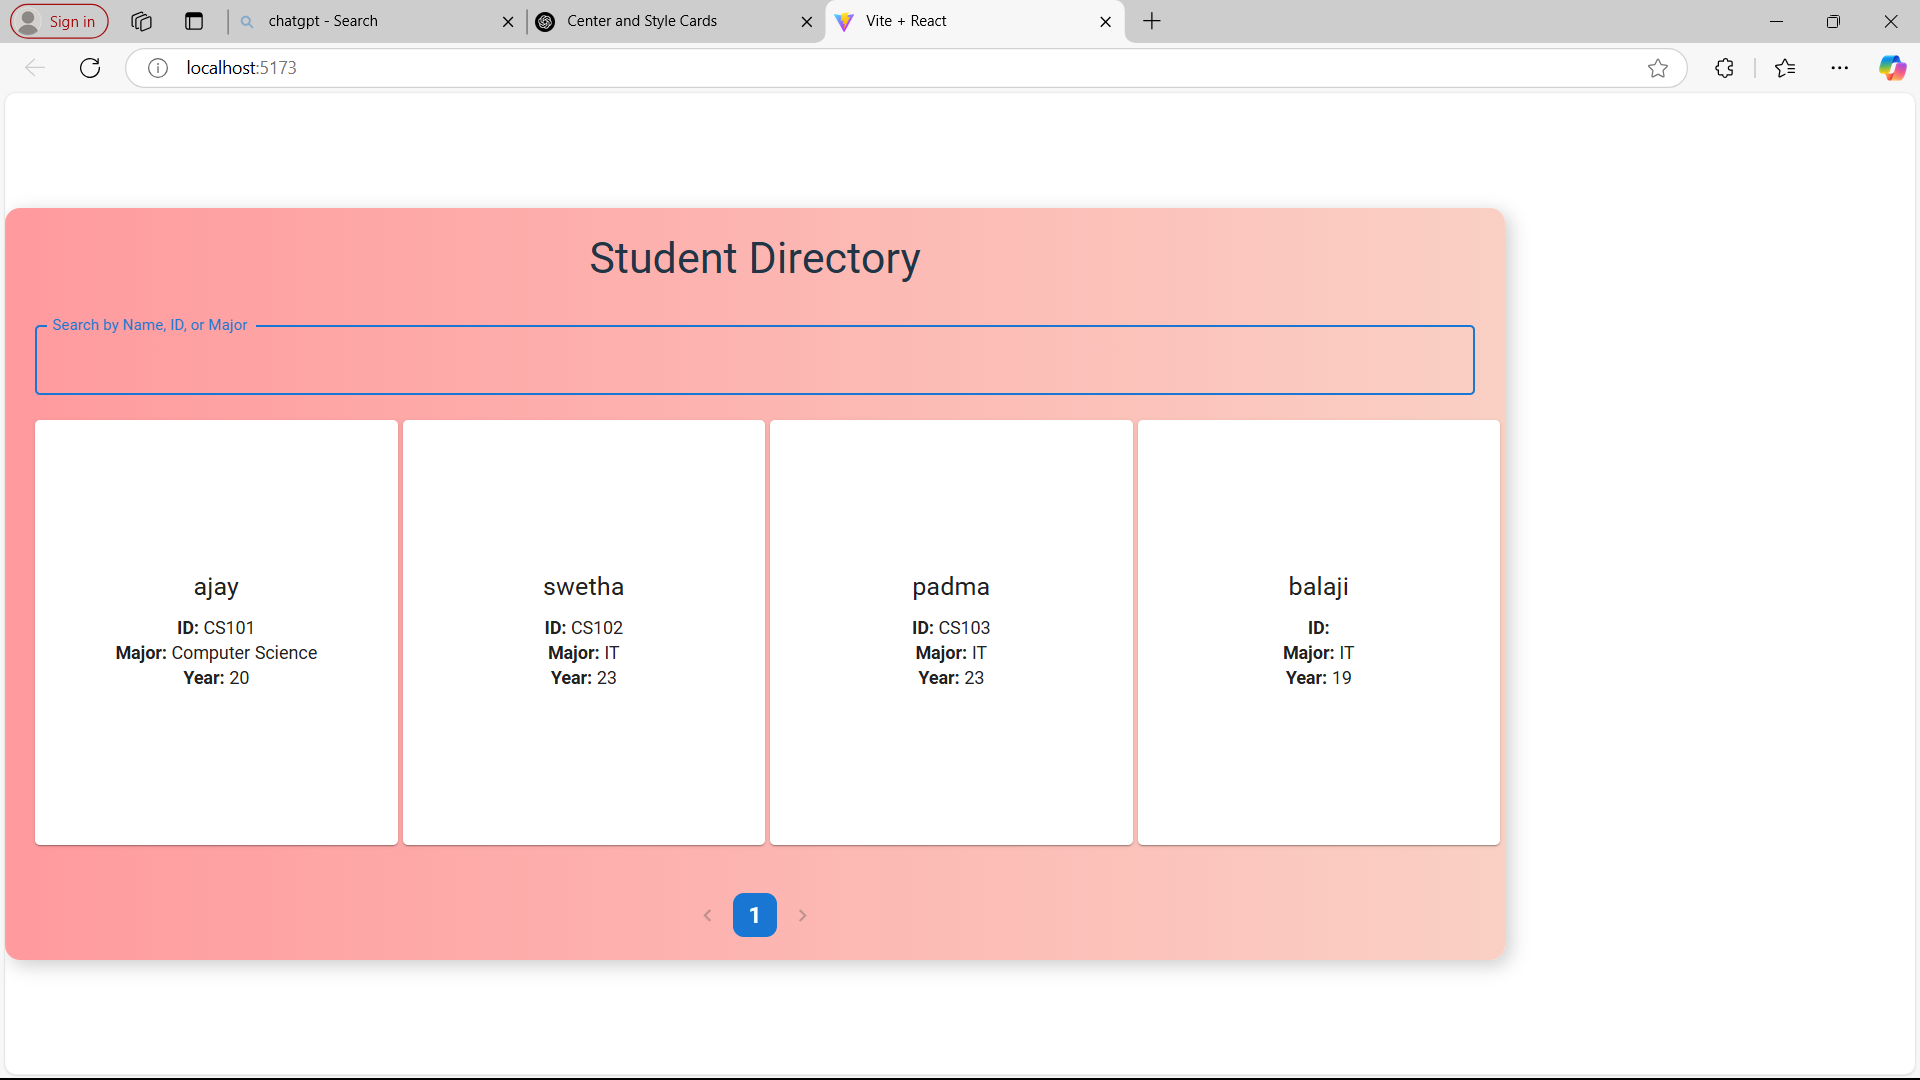 Sign in
chatgpt - Search
Center and Style Cards
Vite + React
localhost:5173
Student Directory
Search by Name, ID, or Major
ajay
ID: CS101
Major: Computer Science
Year: 20
swetha
ID: CS102
Major: IT
Year: 23
padma
ID: CS103
Major: IT
Year: 23
balaji
ID:
Major: IT
Year: 19
1